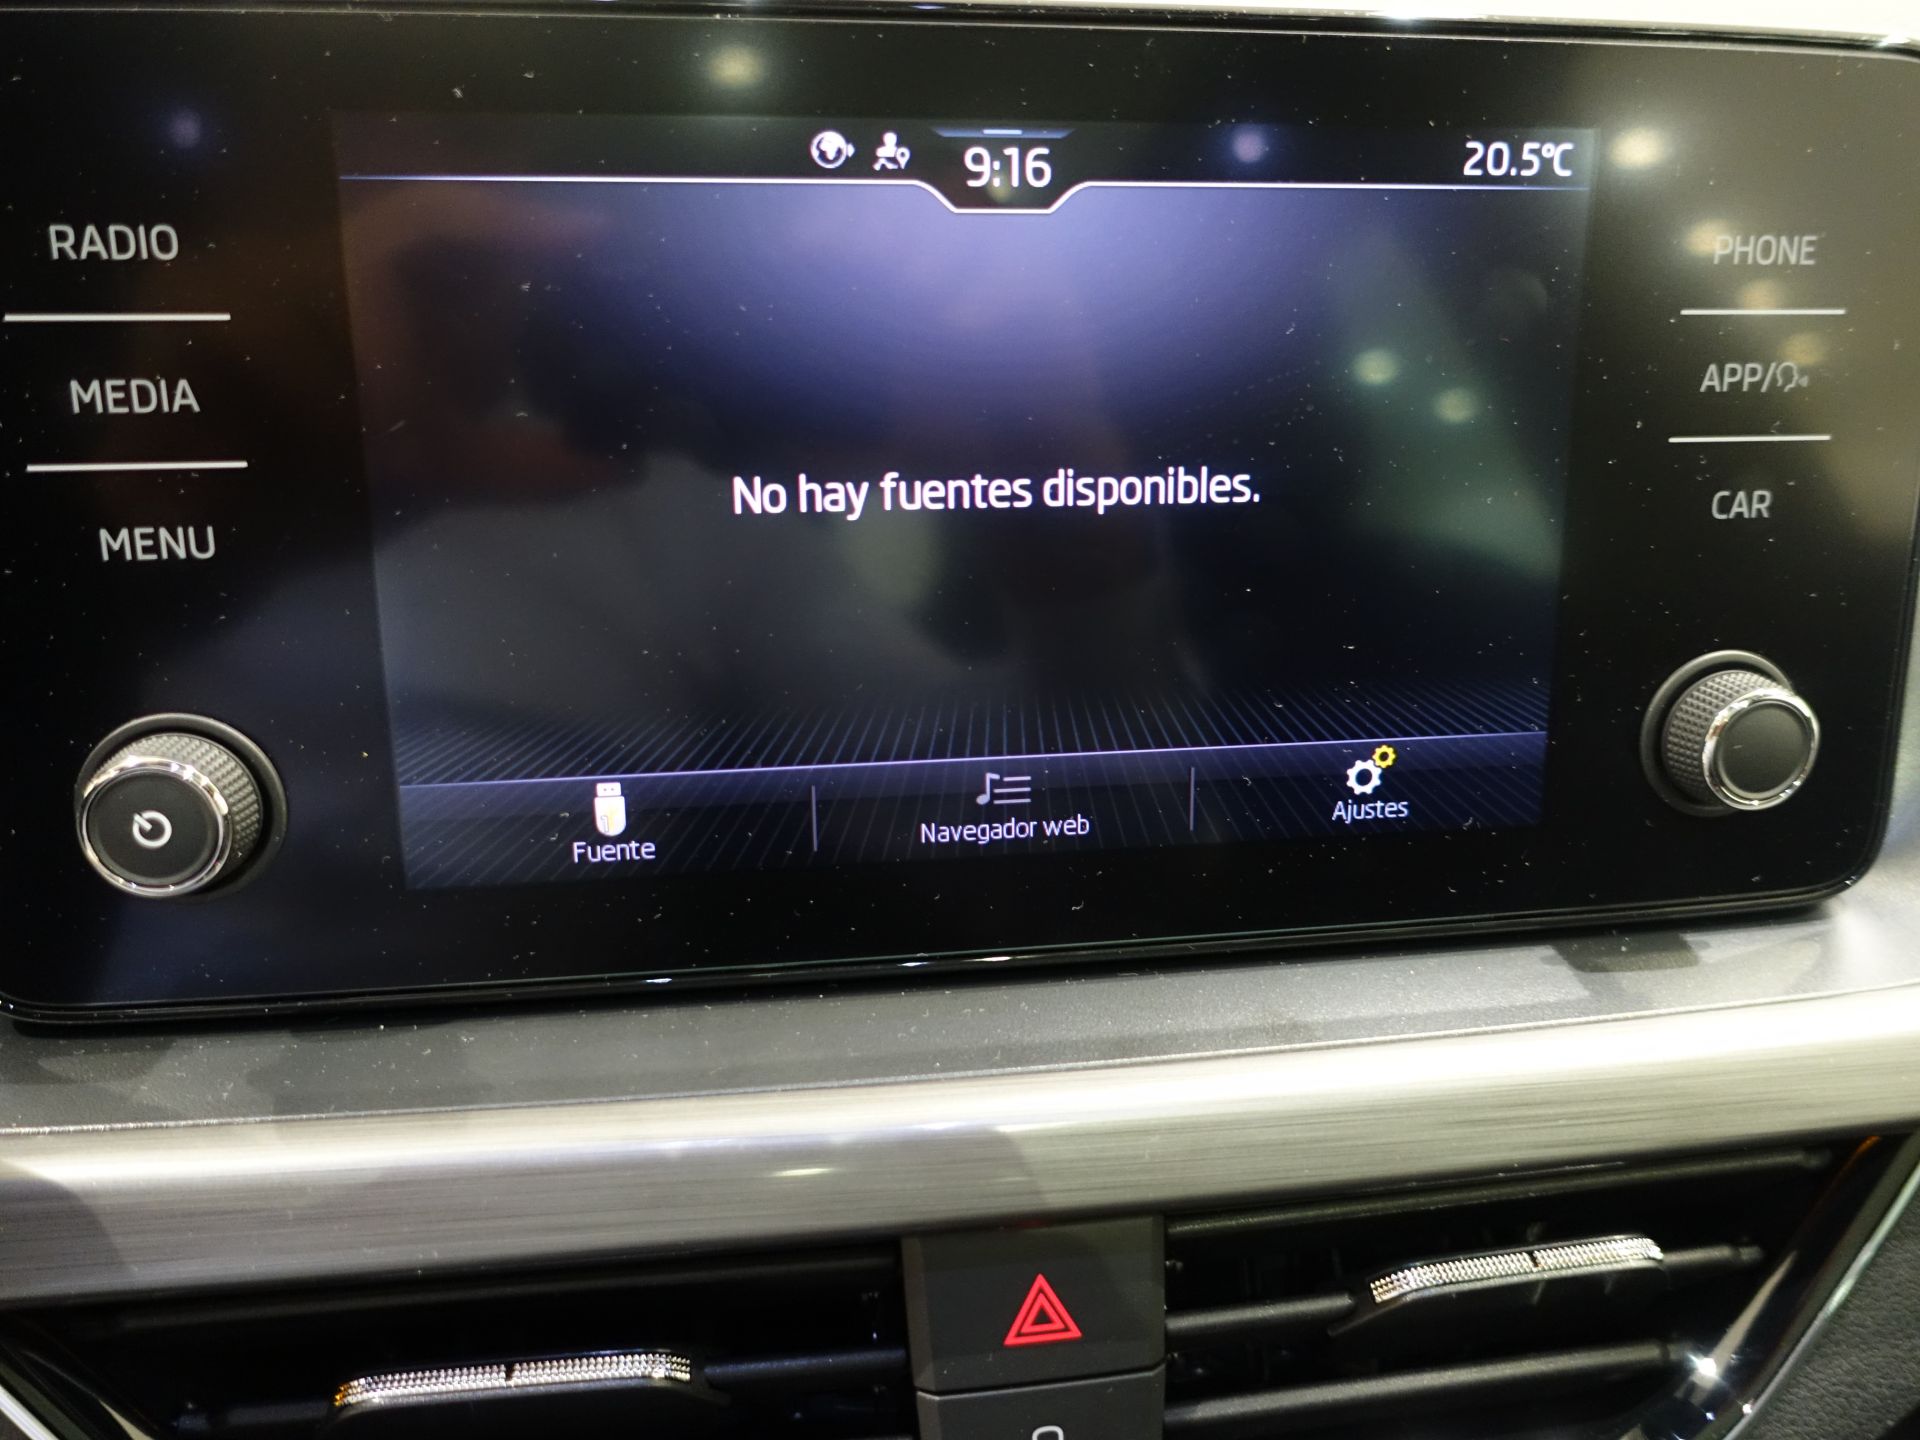 9:16
20.5°C
RADIO
MEDIA
MENU
PHONE
APP/
CAR
No hay fuentes disponibles.
Fuente
Navegador web
Ajustes